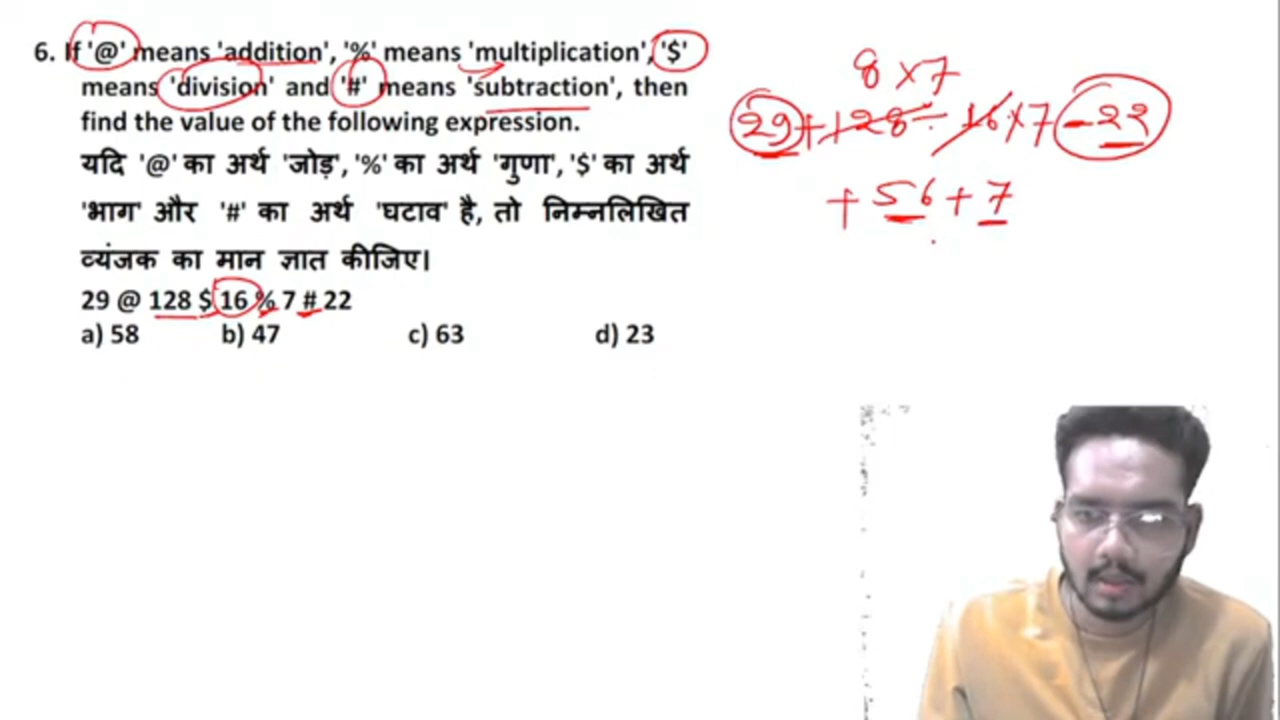 6. If '@' means 'addition', '%' means 'multiplication', '$'
means 'division' and '#' means 'subtraction', then
find the value of the following expression.
यदि '@' का अर्थ 'जोड़', '%' का अर्थ 'गुणा', '$' का अर्थ
'भाग' और '#' का अर्थ 'घटाव' है, तो निम्नलिखित
व्यंजक का मान ज्ञात कीजिए।
29 @ 128 $ 16 % 7 # 22
a) 58 b) 47 c) 63 d) 23
8 × 7
29 + 128 ÷ 16 × 7 - 22
+ 56 + 7